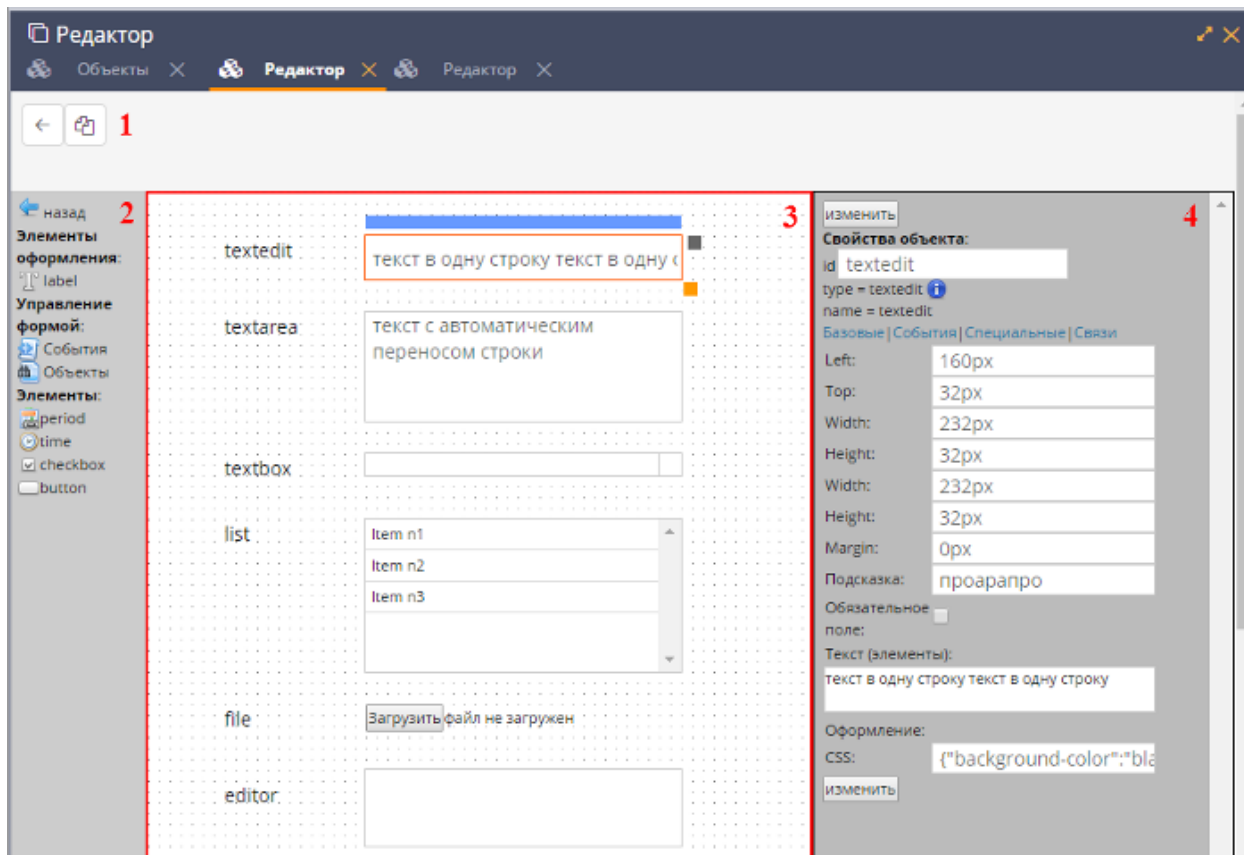 Редактор
Объекты Редактор Редактор
1
назад 2
Элементы
оформления:
label
Управление
формой:
События
Объекты
Элементы:
period
time
checkbox
button
3
textedit текст в одну строку текст в одну с
textarea текст с автоматическим
переносом строки
textbox
list Item n1
Item n2
Item n3
file Загрузить файл не загружен
editor
изменить 4
Свойства объекта:
id textedit
type = textedit
name = textedit
Базовые|События|Специальные|Связи
Left: 160px
Top: 32px
Width: 232px
Height: 32px
Width: 232px
Height: 32px
Margin: 0px
Подсказка: проарапро
Обязательное
поле:
Текст (элементы):
текст в одну строку текст в одну строку
Оформление:
CSS: {"background-color":"bla
изменить